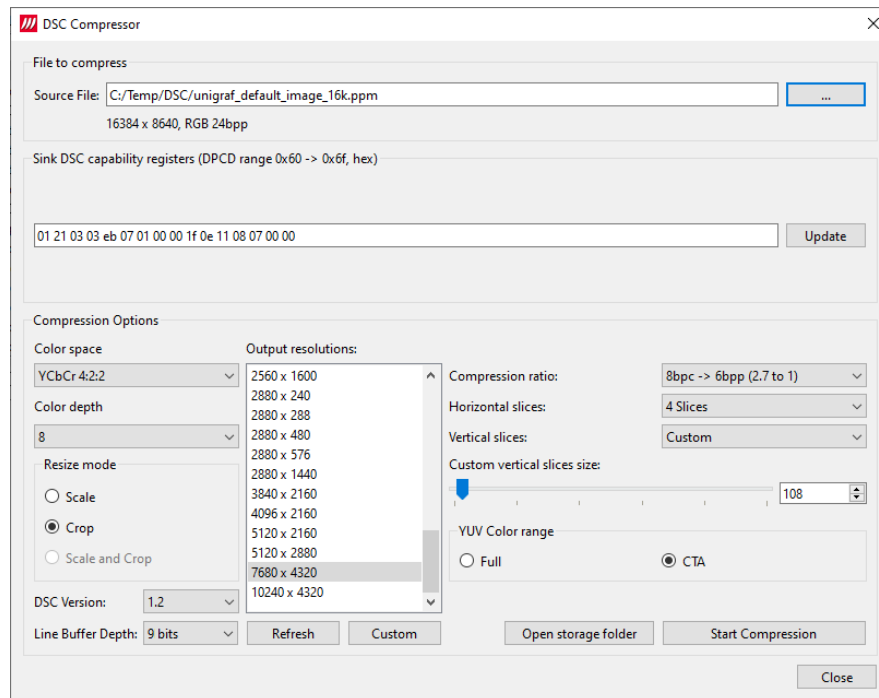 DSC Compressor
File to compress
Source File: C:/Temp/DSC/unigraf_default_image_16k.ppm ...
16384 x 8640, RGB 24bpp
Sink DSC capability registers (DPCD range 0x60 -> 0x6f, hex)
01 21 03 03 eb 07 01 00 00 1f 0e 11 08 07 00 00 Update
Compression Options
Color space
YCbCr 4:2:2
Color depth
8
Resize mode
Scale
Crop
Scale and Crop
DSC Version: 1.2
Line Buffer Depth: 9 bits
Output resolutions:
2560 x 1600
2880 x 240
2880 x 288
2880 x 480
2880 x 576
2880 x 1440
3840 x 2160
4096 x 2160
5120 x 2160
5120 x 2880
7680 x 4320
10240 x 4320
Refresh Custom
Compression ratio: 8bpc -> 6bpp (2.7 to 1)
Horizontal slices: 4 Slices
Vertical slices: Custom
Custom vertical slices size:
108
YUV Color range
Full CTA
Open storage folder Start Compression
Close